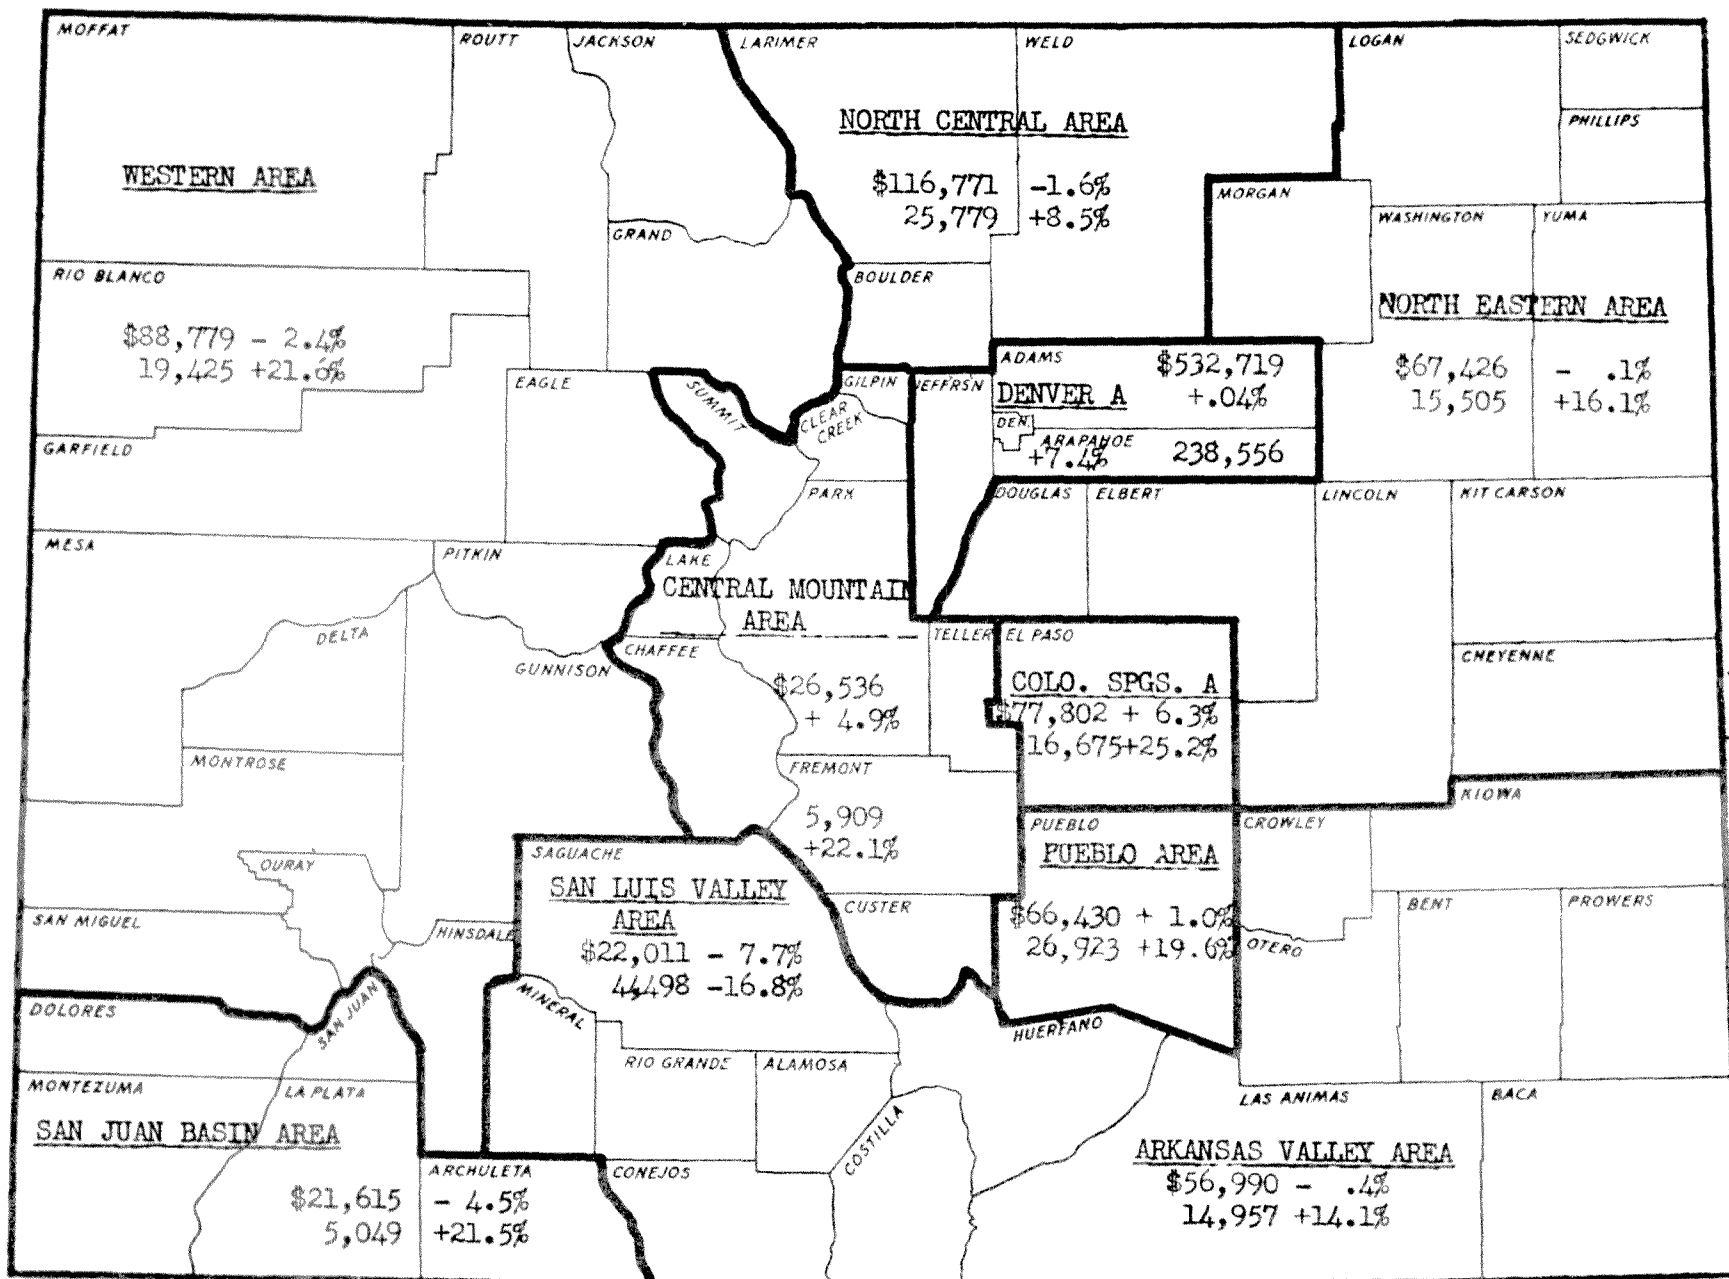 MOFFAT
ROUTT
JACKSON
LARIMER
WELD
LOGAN
SEDGWICK
PHILLIPS
NORTH CENTRAL AREA
$116,771 -1.6%
25,779 +8.5%
WESTERN AREA
MORGAN
WASHINGTON
YUMA
GRAND
RIO BLANCO
BOULDER
$88,779 - 2.4%
19,425 +21.6%
NORTH EASTERN AREA
$67,426 - .1%
15,505 +16.1%
ADAMS $532,719
DENVER A +.04%
DEN.
ARAPAHOE
+7.4% 238,556
EAGLE
SUMMIT
GILPIN
JEFFRSN
CLEAR
CREEK
GARFIELD
PARK
DOUGLAS
ELBERT
LINCOLN
KIT CARSON
MESA
PITKIN
LAKE
CENTRAL MOUNTAIN
AREA
DELTA
GUNNISON
CHAFFEE
TELLER
EL PASO
CHEYENNE
$26,536
+ 4.9%
COLO. SPGS. A
$77,802 + 6.3%
16,675+25.2%
MONTROSE
FREMONT
KIOWA
5,909
+22.1%
PUEBLO
PUEBLO AREA
CROWLEY
OURAY
SAGUACHE
SAN LUIS VALLEY
AREA
$22,011 - 7.7%
44498 -16.8%
CUSTER
$66,430 + 1.0%
26,923 +19.6%
BENT
PROWERS
SAN MIGUEL
HINSDALE
OTERO
DOLORES
SAN JUAN
MINERAL
HUERFANO
RIO GRANDE
ALAMOSA
MONTEZUMA
LA PLATA
LAS ANIMAS
BACA
SAN JUAN BASIN AREA
COSTILLA
ARKANSAS VALLEY AREA
$56,990 - .4%
14,957 +14.1%
ARCHULETA
CONEJOS
$21,615 - 4.5%
5,049 +21.5%